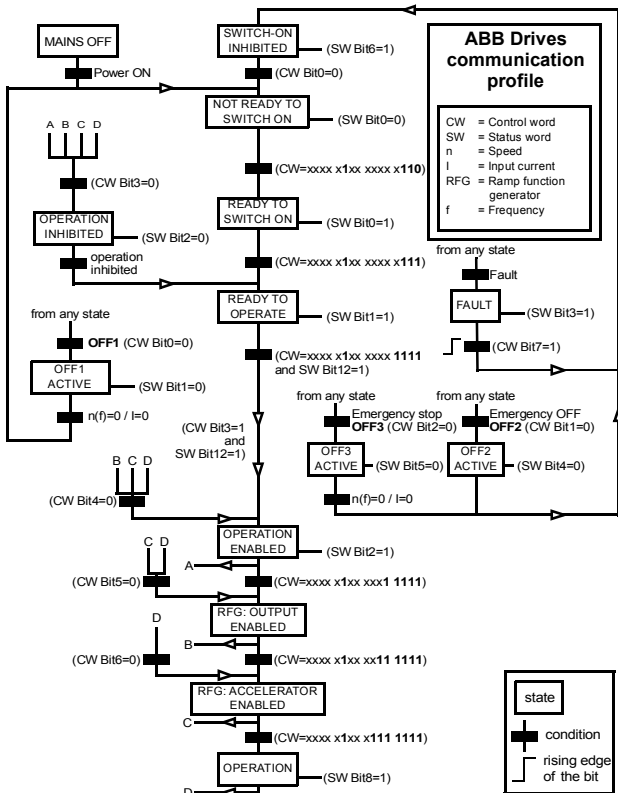 MAINS OFF
Power ON
SWITCH-ON
INHIBITED
(SW Bit6=1)
(CW Bit0=0)
NOT READY TO
SWITCH ON
(SW Bit0=0)
(CW=xxxx x1xx xxxx x110)
READY TO
SWITCH ON
(SW Bit0=1)
(CW=xxxx x1xx xxxx x111)
READY TO
OPERATE
(SW Bit1=1)
(CW=xxxx x1xx xxxx 1111
and SW Bit12=1)
ABB Drives
communication
profile
CW = Control word
SW = Status word
n = Speed
I = Input current
RFG = Ramp function
generator
f = Frequency
A B C D
(CW Bit3=0)
OPERATION
INHIBITED
(SW Bit2=0)
operation
inhibited
from any state
OFF1 (CW Bit0=0)
OFF1
ACTIVE
(SW Bit1=0)
n(f)=0 / I=0
from any state
Fault
FAULT
(SW Bit3=1)
(CW Bit7=1)
(CW Bit3=1
and
SW Bit12=1)
from any state
Emergency stop
OFF3 (CW Bit2=0)
OFF3
ACTIVE
(SW Bit5=0)
n(f)=0 / I=0
from any state
Emergency OFF
OFF2 (CW Bit1=0)
OFF2
ACTIVE
(SW Bit4=0)
B C D
(CW Bit4=0)
OPERATION
ENABLED
(SW Bit2=1)
A
(CW=xxxx x1xx xxx1 1111)
C D
(CW Bit5=0)
RFG: OUTPUT
ENABLED
B
(CW=xxxx x1xx xx11 1111)
D
(CW Bit6=0)
RFG: ACCELERATOR
ENABLED
C
(CW=xxxx x1xx x111 1111)
OPERATION
(SW Bit8=1)
D
state
condition
rising edge
of the bit